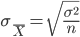 σ_X̅ = √(σ²/n)